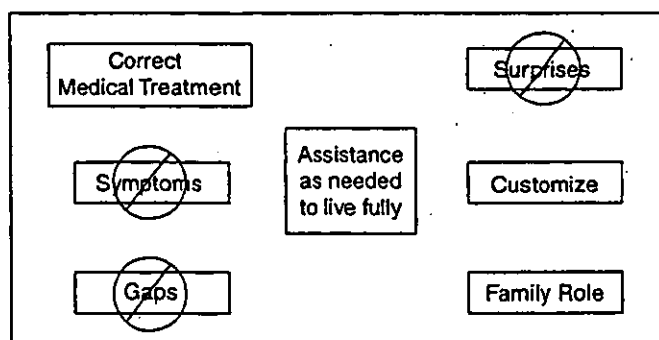 Correct
Medical Treatment
Surprises
Symptoms
Assistance
as needed
to live fully
Customize
Gaps
Family Role